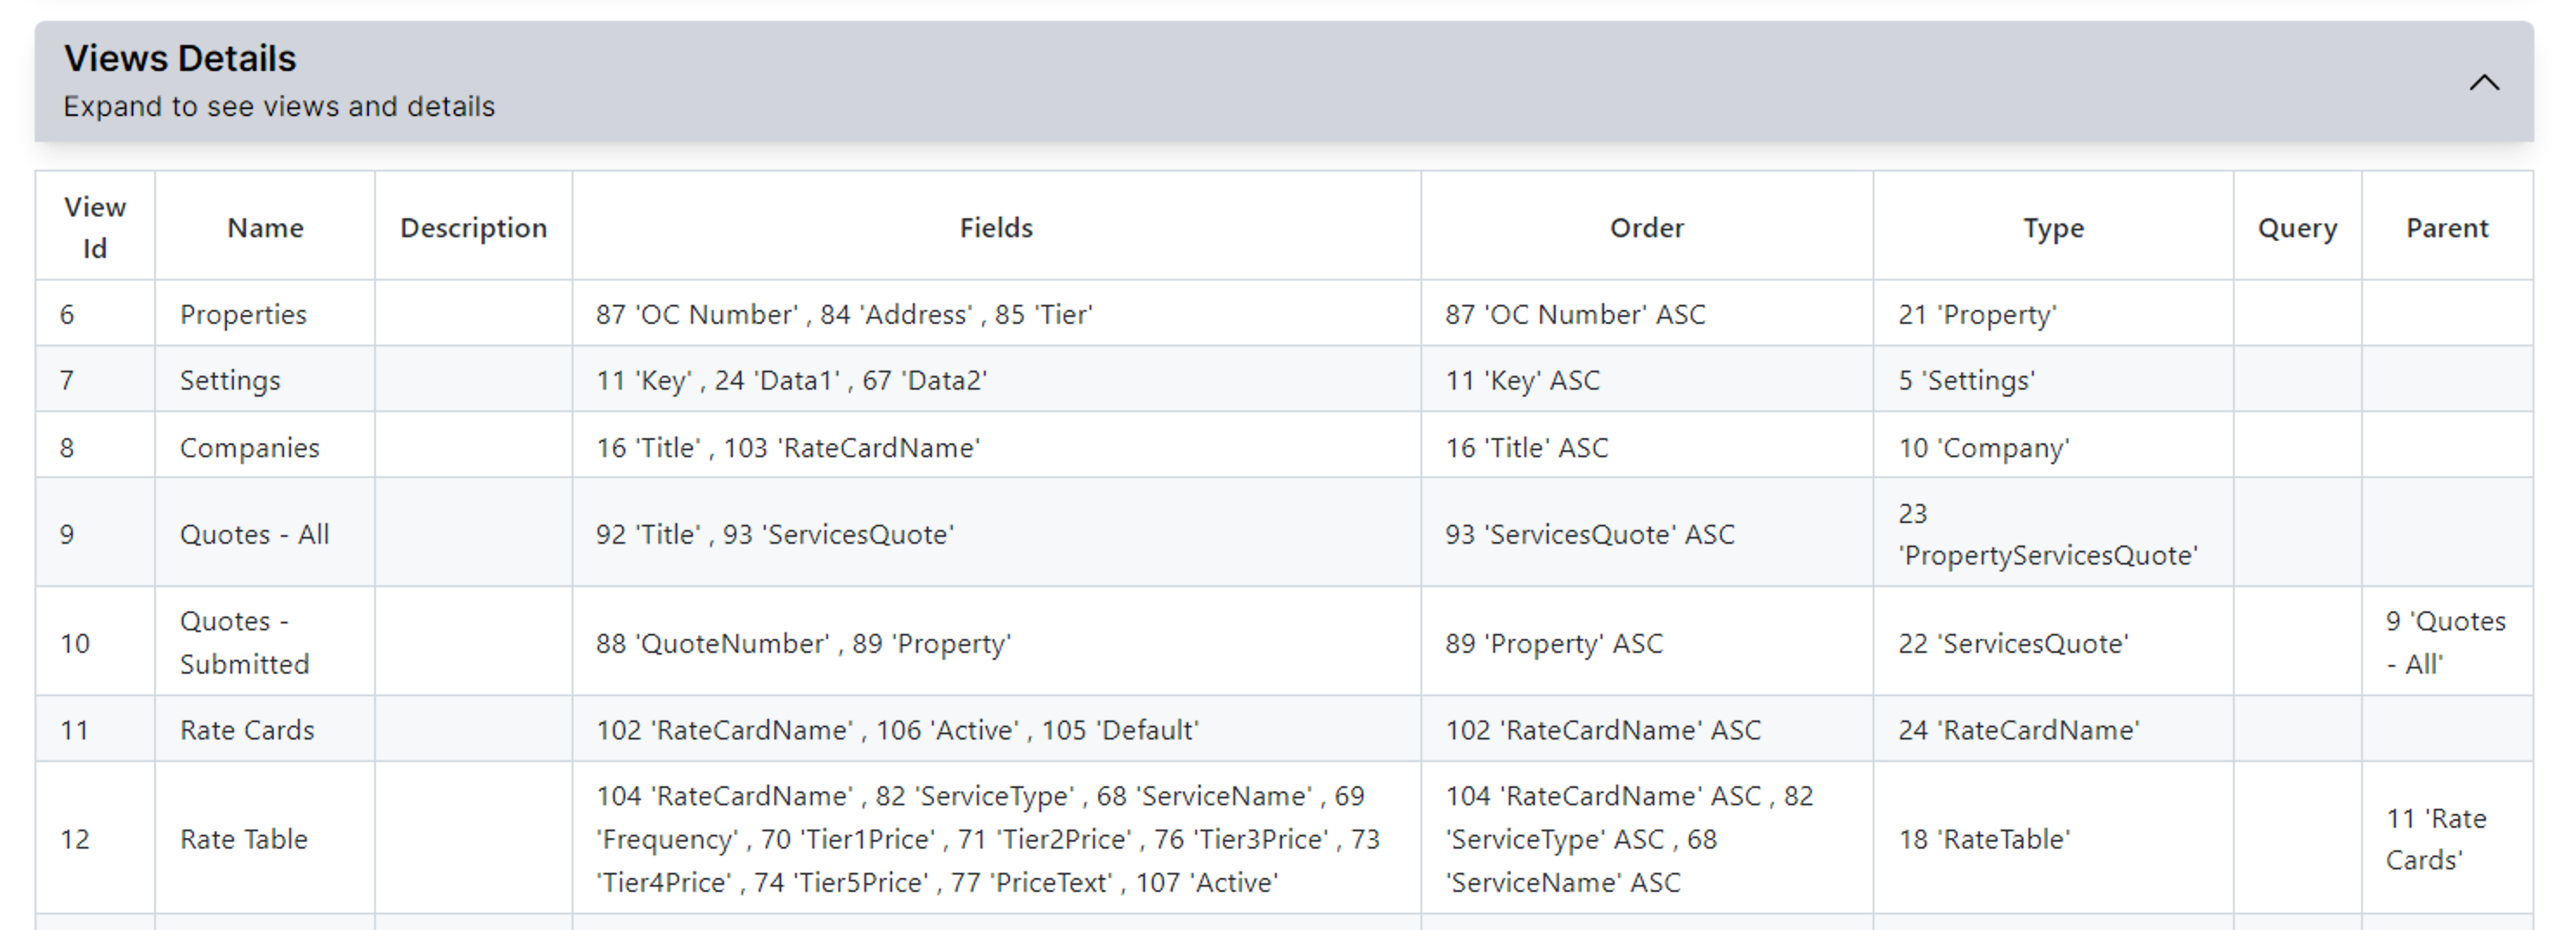 Views Details
Expand to see views and details
View Id Name Description Fields Order Type Query Parent
6 Properties 87 'OC Number' , 84 'Address' , 85 'Tier' 87 'OC Number' ASC 21 'Property'
7 Settings 11 'Key' , 24 'Data1' , 67 'Data2' 11 'Key' ASC 5 'Settings'
8 Companies 16 'Title' , 103 'RateCardName' 16 'Title' ASC 10 'Company'
9 Quotes - All 92 'Title' , 93 'ServicesQuote' 93 'ServicesQuote' ASC 23 'PropertyServicesQuote'
10 Quotes - Submitted 88 'QuoteNumber' , 89 'Property' 89 'Property' ASC 22 'ServicesQuote' 9 'Quotes - All'
11 Rate Cards 102 'RateCardName' , 106 'Active' , 105 'Default' 102 'RateCardName' ASC 24 'RateCardName'
12 Rate Table 104 'RateCardName' , 82 'ServiceType' , 68 'ServiceName' , 69 'Frequency' , 70 'Tier1Price' , 71 'Tier2Price' , 76 'Tier3Price' , 73 'Tier4Price' , 74 'Tier5Price' , 77 'PriceText' , 107 'Active' 104 'RateCardName' ASC , 82 'ServiceType' ASC , 68 'ServiceName' ASC 18 'RateTable' 11 'Rate Cards'